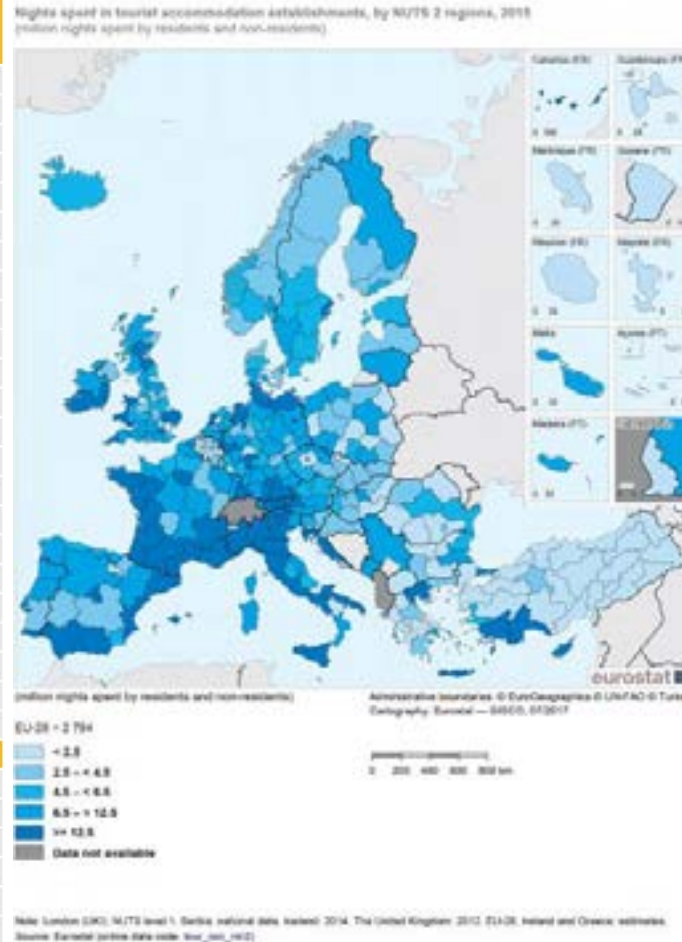 Nights spent in tourist accommodation establishments, by NUTS 2 regions, 2015
(million nights spent by residents and non-residents)
Canarias (ES)
Guadeloupe (FR
Martinique (FR)
Guyane (FR)
Réunion (FR)
Mayotte (FR)
Malta
Açores (PT)
Madeira (PT)
eurostat
(million nights spent by residents and non-residents)
Administrative boundaries: © EuroGeographics © UN-FAO © Turks
Cartography: Eurostat — GISCO, 07/2017
EU-28 = 2 784
< 2.5
2.5 – < 4.5
4.5 – < 6.5
6.5 – < 12.5
>= 12.5
Data not available
0 200 400 600 800 km
Note: London (UK): NUTS level 1. Serbia: national data. Iceland: 2014. The United Kingdom: 2012. EU-28, Ireland and Greece: estimates.
Source: Eurostat (online data code: tour_occ_nin2)